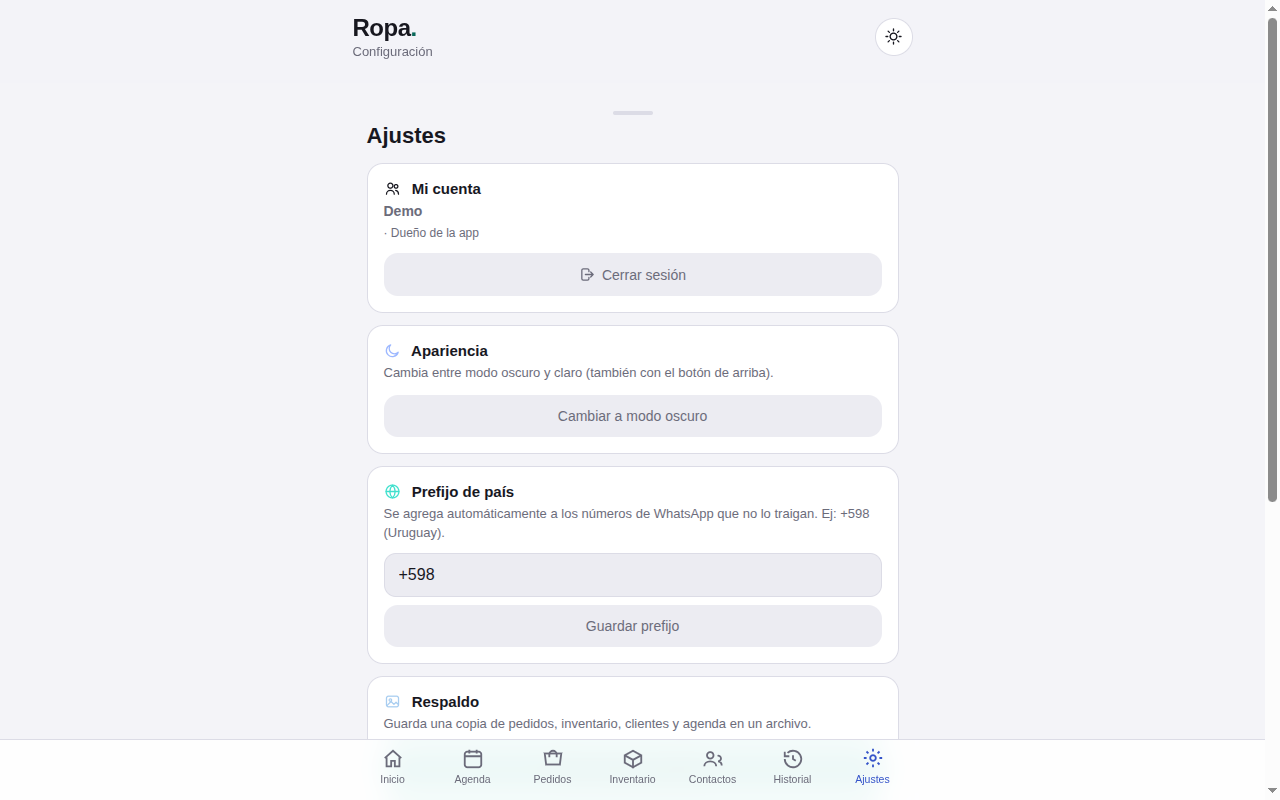 Ropa.
Configuración
Ajustes
Mi cuenta
Demo
· Dueño de la app
Cerrar sesión
Apariencia
Cambia entre modo oscuro y claro (también con el botón de arriba).
Cambiar a modo oscuro
Prefijo de país
Se agrega automáticamente a los números de WhatsApp que no lo traigan. Ej: +598
(Uruguay).
+598
Guardar prefijo
Respaldo
Guarda una copia de pedidos, inventario, clientes y agenda en un archivo.
Inicio
Agenda
Pedidos
Inventario
Contactos
Historial
Ajustes